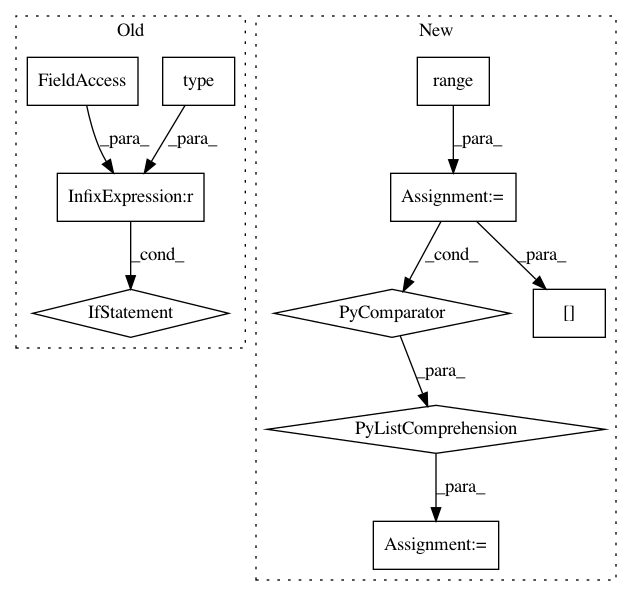 Old
New
FieldAccess
type
range
_para_
_para_
_para_
InfixExpression:r
Assignment:=
_cond_
_cond_
_para_
IfStatement
PyComparator
[]
_para_
PyListComprehension
_para_
Assignment:=